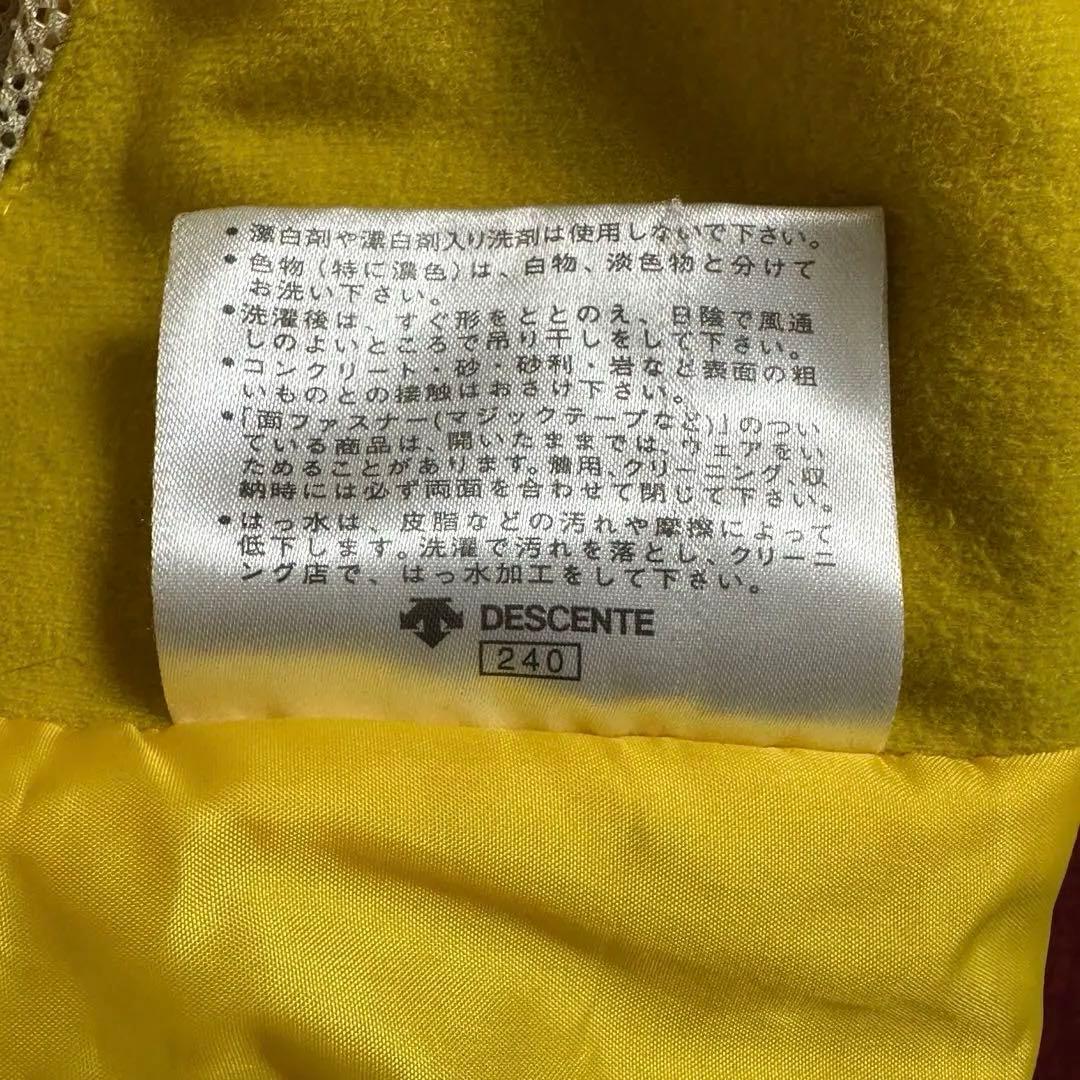 ・漂白剤や漂白剤入り洗剤は使用しないで下さい。
・色物(特に濃色)は、白物、淡色物と分けて
お洗い下さい。
・洗濯後は、すぐ形をととのえ、日陰で風通
しのよいところで吊り干しをして下さい。
・コンクリート・砂・砂利・岩など表面の粗
いものとの接触はおさけ下さい。
・「面ファスナー(マジックテープなど)」のつい
ている商品は、開いたままでは、ウェアをい
ためることがあります。着用、クリーニング、収
納時には必ず両面を合わせて閉じて下さい。
・はっ水は、皮脂などの汚れや摩擦によって
低下します。洗濯で汚れを落とし、クリーニ
ング店で、はっ水加工をして下さい。
DESCENTE
240